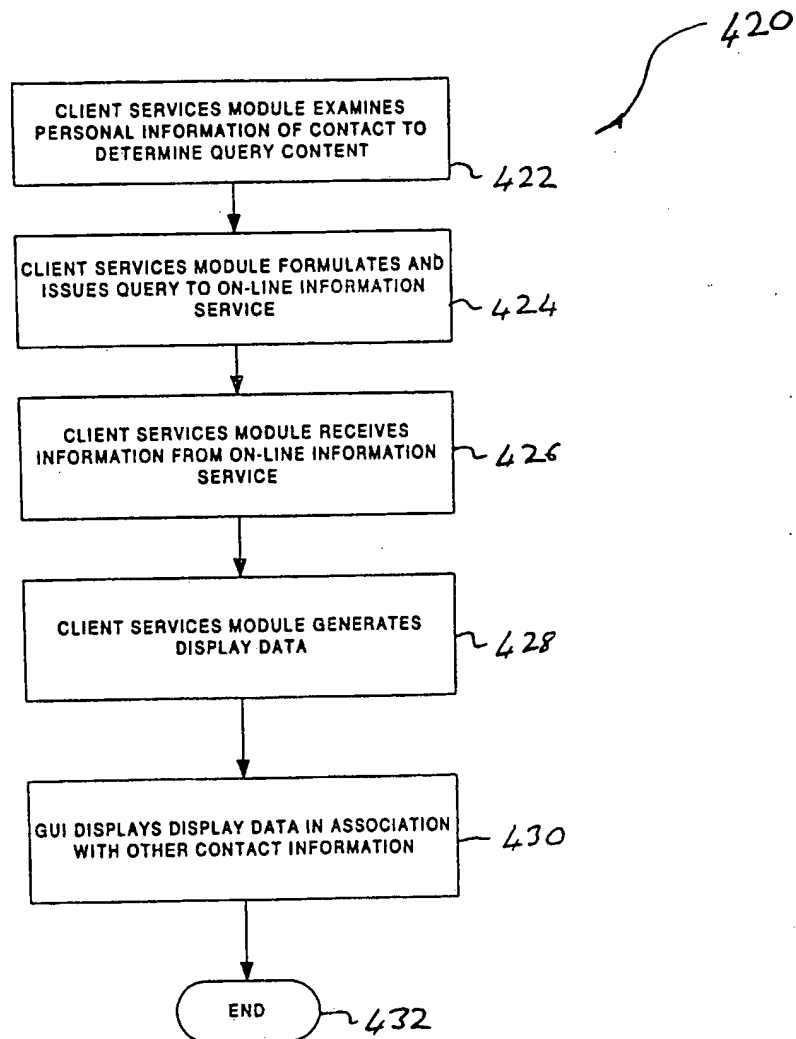 420
CLIENT SERVICES MODULE EXAMINES
PERSONAL INFORMATION OF CONTACT TO
DETERMINE QUERY CONTENT
422
CLIENT SERVICES MODULE FORMULATES AND
ISSUES QUERY TO ON-LINE INFORMATION
SERVICE
424
CLIENT SERVICES MODULE RECEIVES
INFORMATION FROM ON-LINE INFORMATION
SERVICE
426
CLIENT SERVICES MODULE GENERATES
DISPLAY DATA
428
GUI DISPLAYS DISPLAY DATA IN ASSOCIATION
WITH OTHER CONTACT INFORMATION
430
END
432